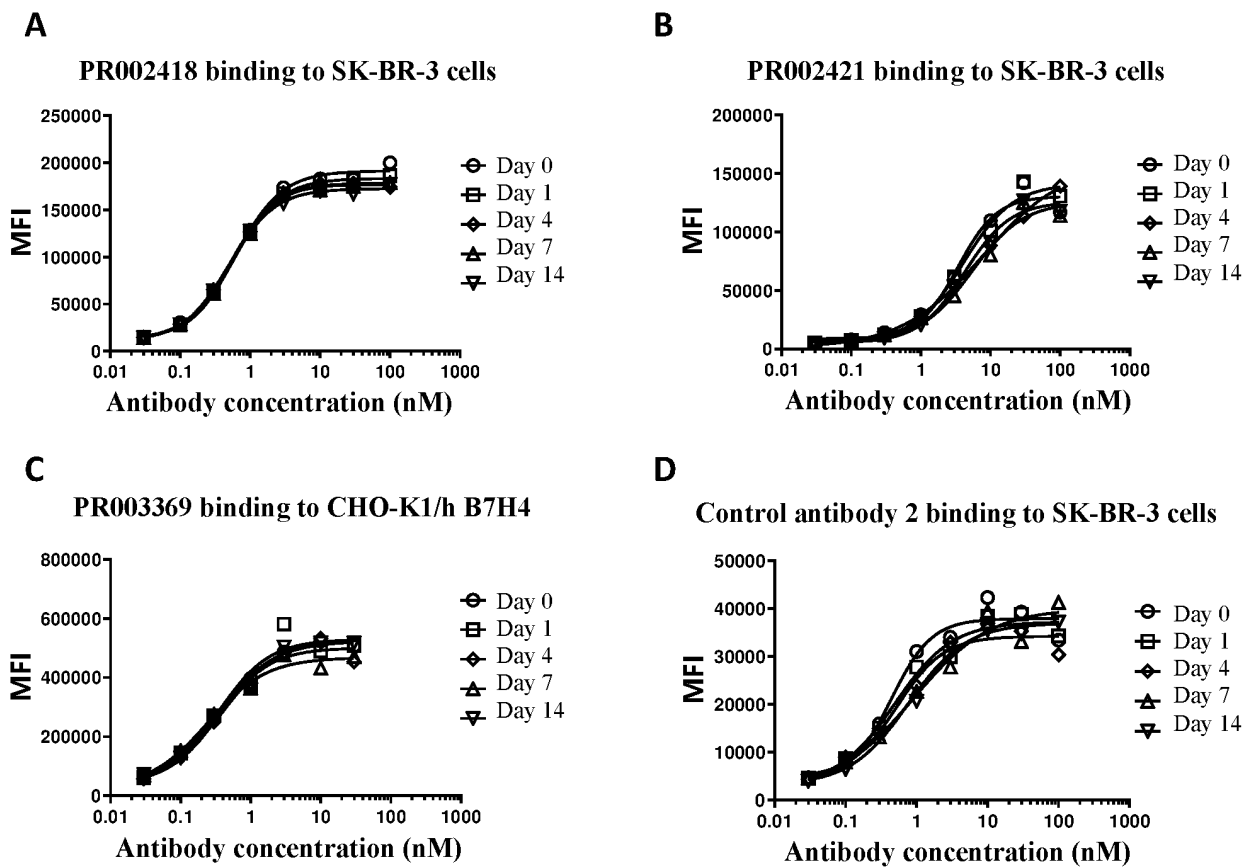 A
PR002418 binding to SK-BR-3 cells
250000
200000
150000
100000
50000
0
MFI
0.01 0.1 1 10 100 1000
Antibody concentration (nM)
Day 0
Day 1
Day 4
Day 7
Day 14
B
PR002421 binding to SK-BR-3 cells
200000
150000
100000
50000
0
MFI
0.01 0.1 1 10 100 1000
Antibody concentration (nM)
Day 0
Day 1
Day 4
Day 7
Day 14
C
PR003369 binding to CHO-K1/h B7H4
800000
600000
400000
200000
0
MFI
0.01 0.1 1 10 100 1000
Antibody concentration (nM)
Day 0
Day 1
Day 4
Day 7
Day 14
D
Control antibody 2 binding to SK-BR-3 cells
50000
40000
30000
20000
10000
0
MFI
0.01 0.1 1 10 100 1000
Antibody concentration (nM)
Day 0
Day 1
Day 4
Day 7
Day 14